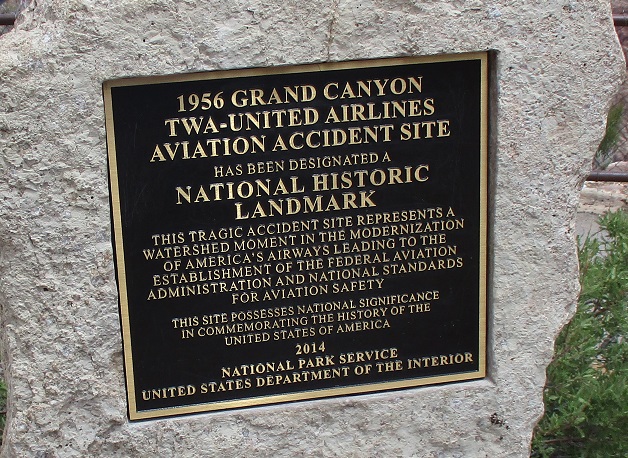 1956 GRAND CANYON
TWA-UNITED AIRLINES
AVIATION ACCIDENT SITE
HAS BEEN DESIGNATED A
NATIONAL HISTORIC
LANDMARK
THIS TRAGIC ACCIDENT SITE REPRESENTS A
WATERSHED MOMENT IN THE MODERNIZATION
OF AMERICA'S AIRWAYS LEADING TO THE
ESTABLISHMENT OF THE FEDERAL AVIATION
ADMINISTRATION AND NATIONAL STANDARDS
FOR AVIATION SAFETY
THIS SITE POSSESSES NATIONAL SIGNIFICANCE
IN COMMEMORATING THE HISTORY OF THE
UNITED STATES OF AMERICA
2014
NATIONAL PARK SERVICE
UNITED STATES DEPARTMENT OF THE INTERIOR